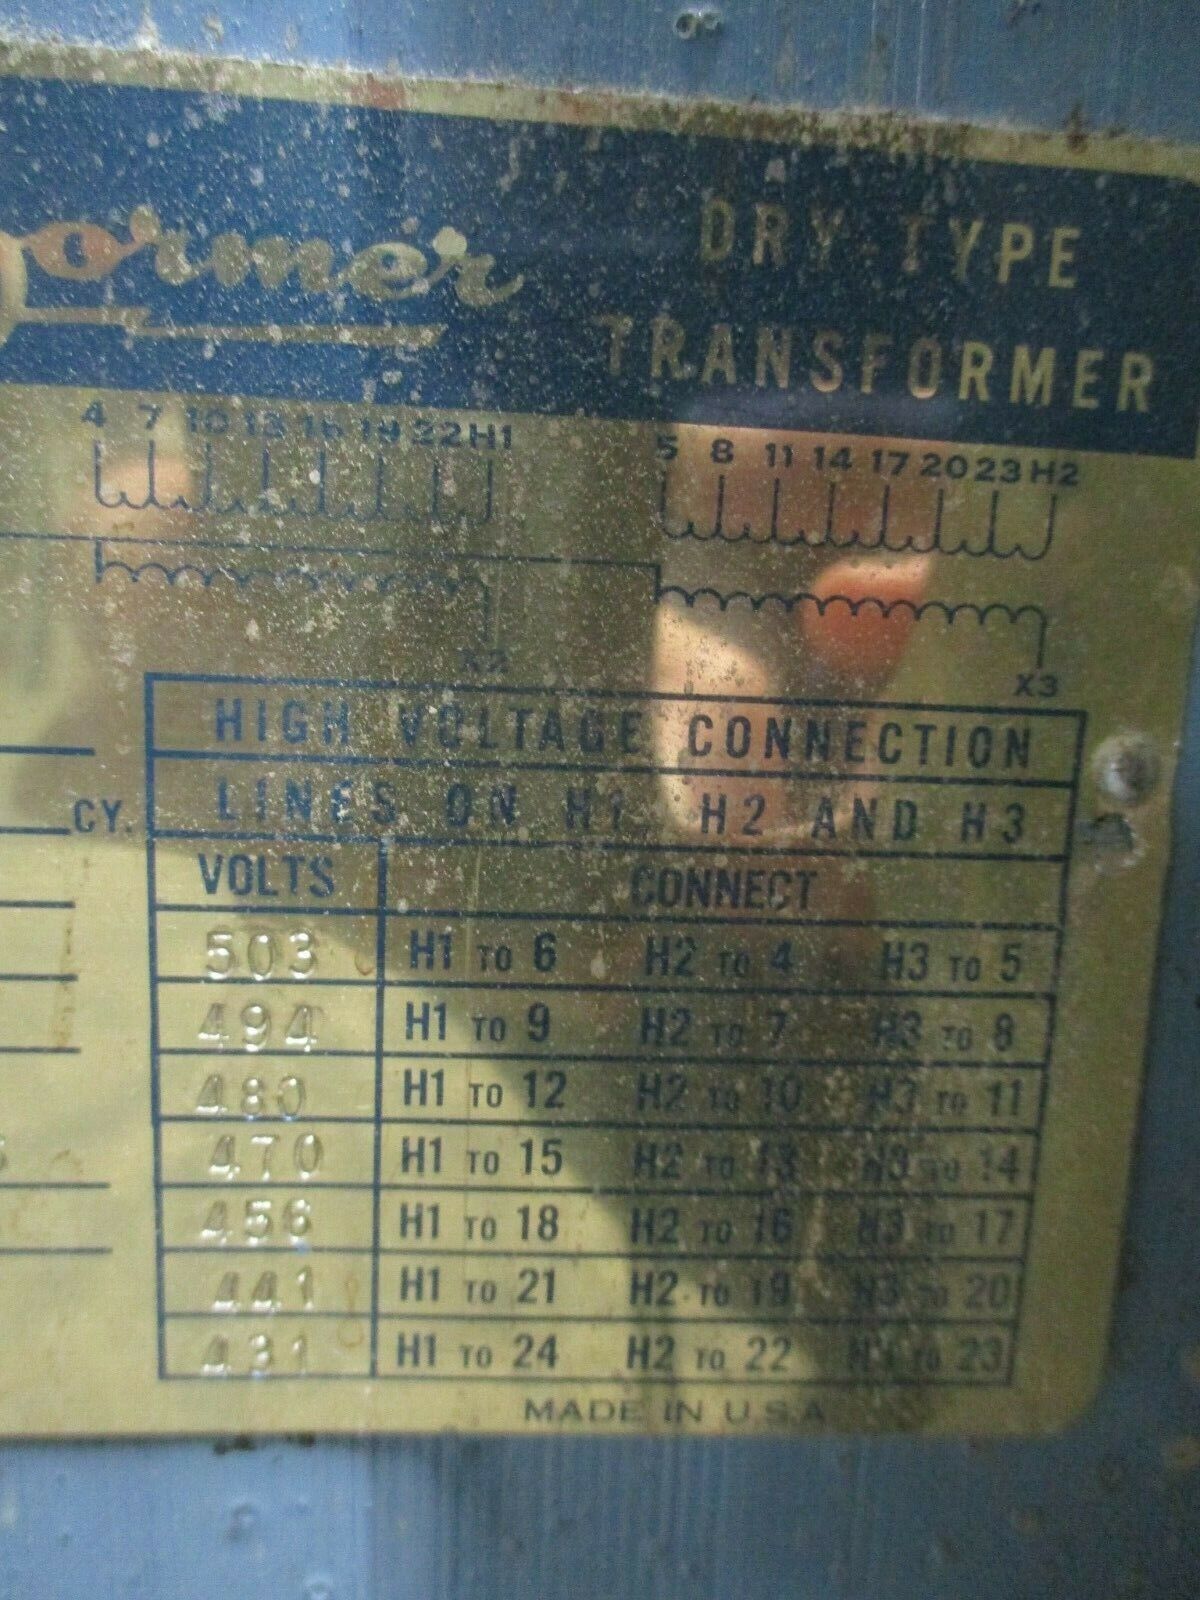 ormer
DRY-TYPE
TRANSFORMER
4 7 10 13 16 19 22 H1
5 8 11 14 17 20 23 H2
X2
X3
HIGH VOLTAGE CONNECTION
LINES ON H1, H2 AND H3
CY.
VOLTS CONNECT
503 H1 TO 6 H2 TO 4 H3 TO 5
494 H1 TO 9 H2 TO 7 H3 TO 8
480 H1 TO 12 H2 TO 10 H3 TO 11
470 H1 TO 15 H2 TO 13 H3 TO 14
456 H1 TO 18 H2 TO 16 H3 TO 17
441 H1 TO 21 H2 TO 19 H3 TO 20
431 H1 TO 24 H2 TO 22 H3 TO 23
MADE IN U.S.A